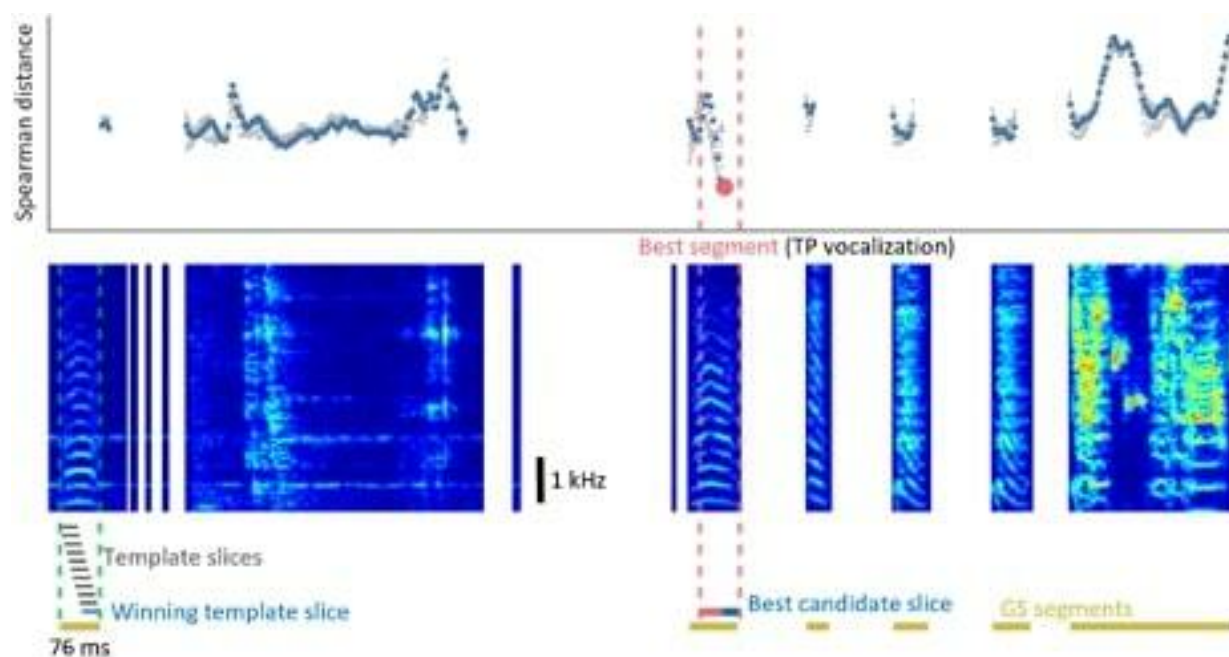 Spearman distance
Best segment (TP vocalization)
1 kHz
Template slices
Winning template slice
Best candidate slice
GS segments
76 ms